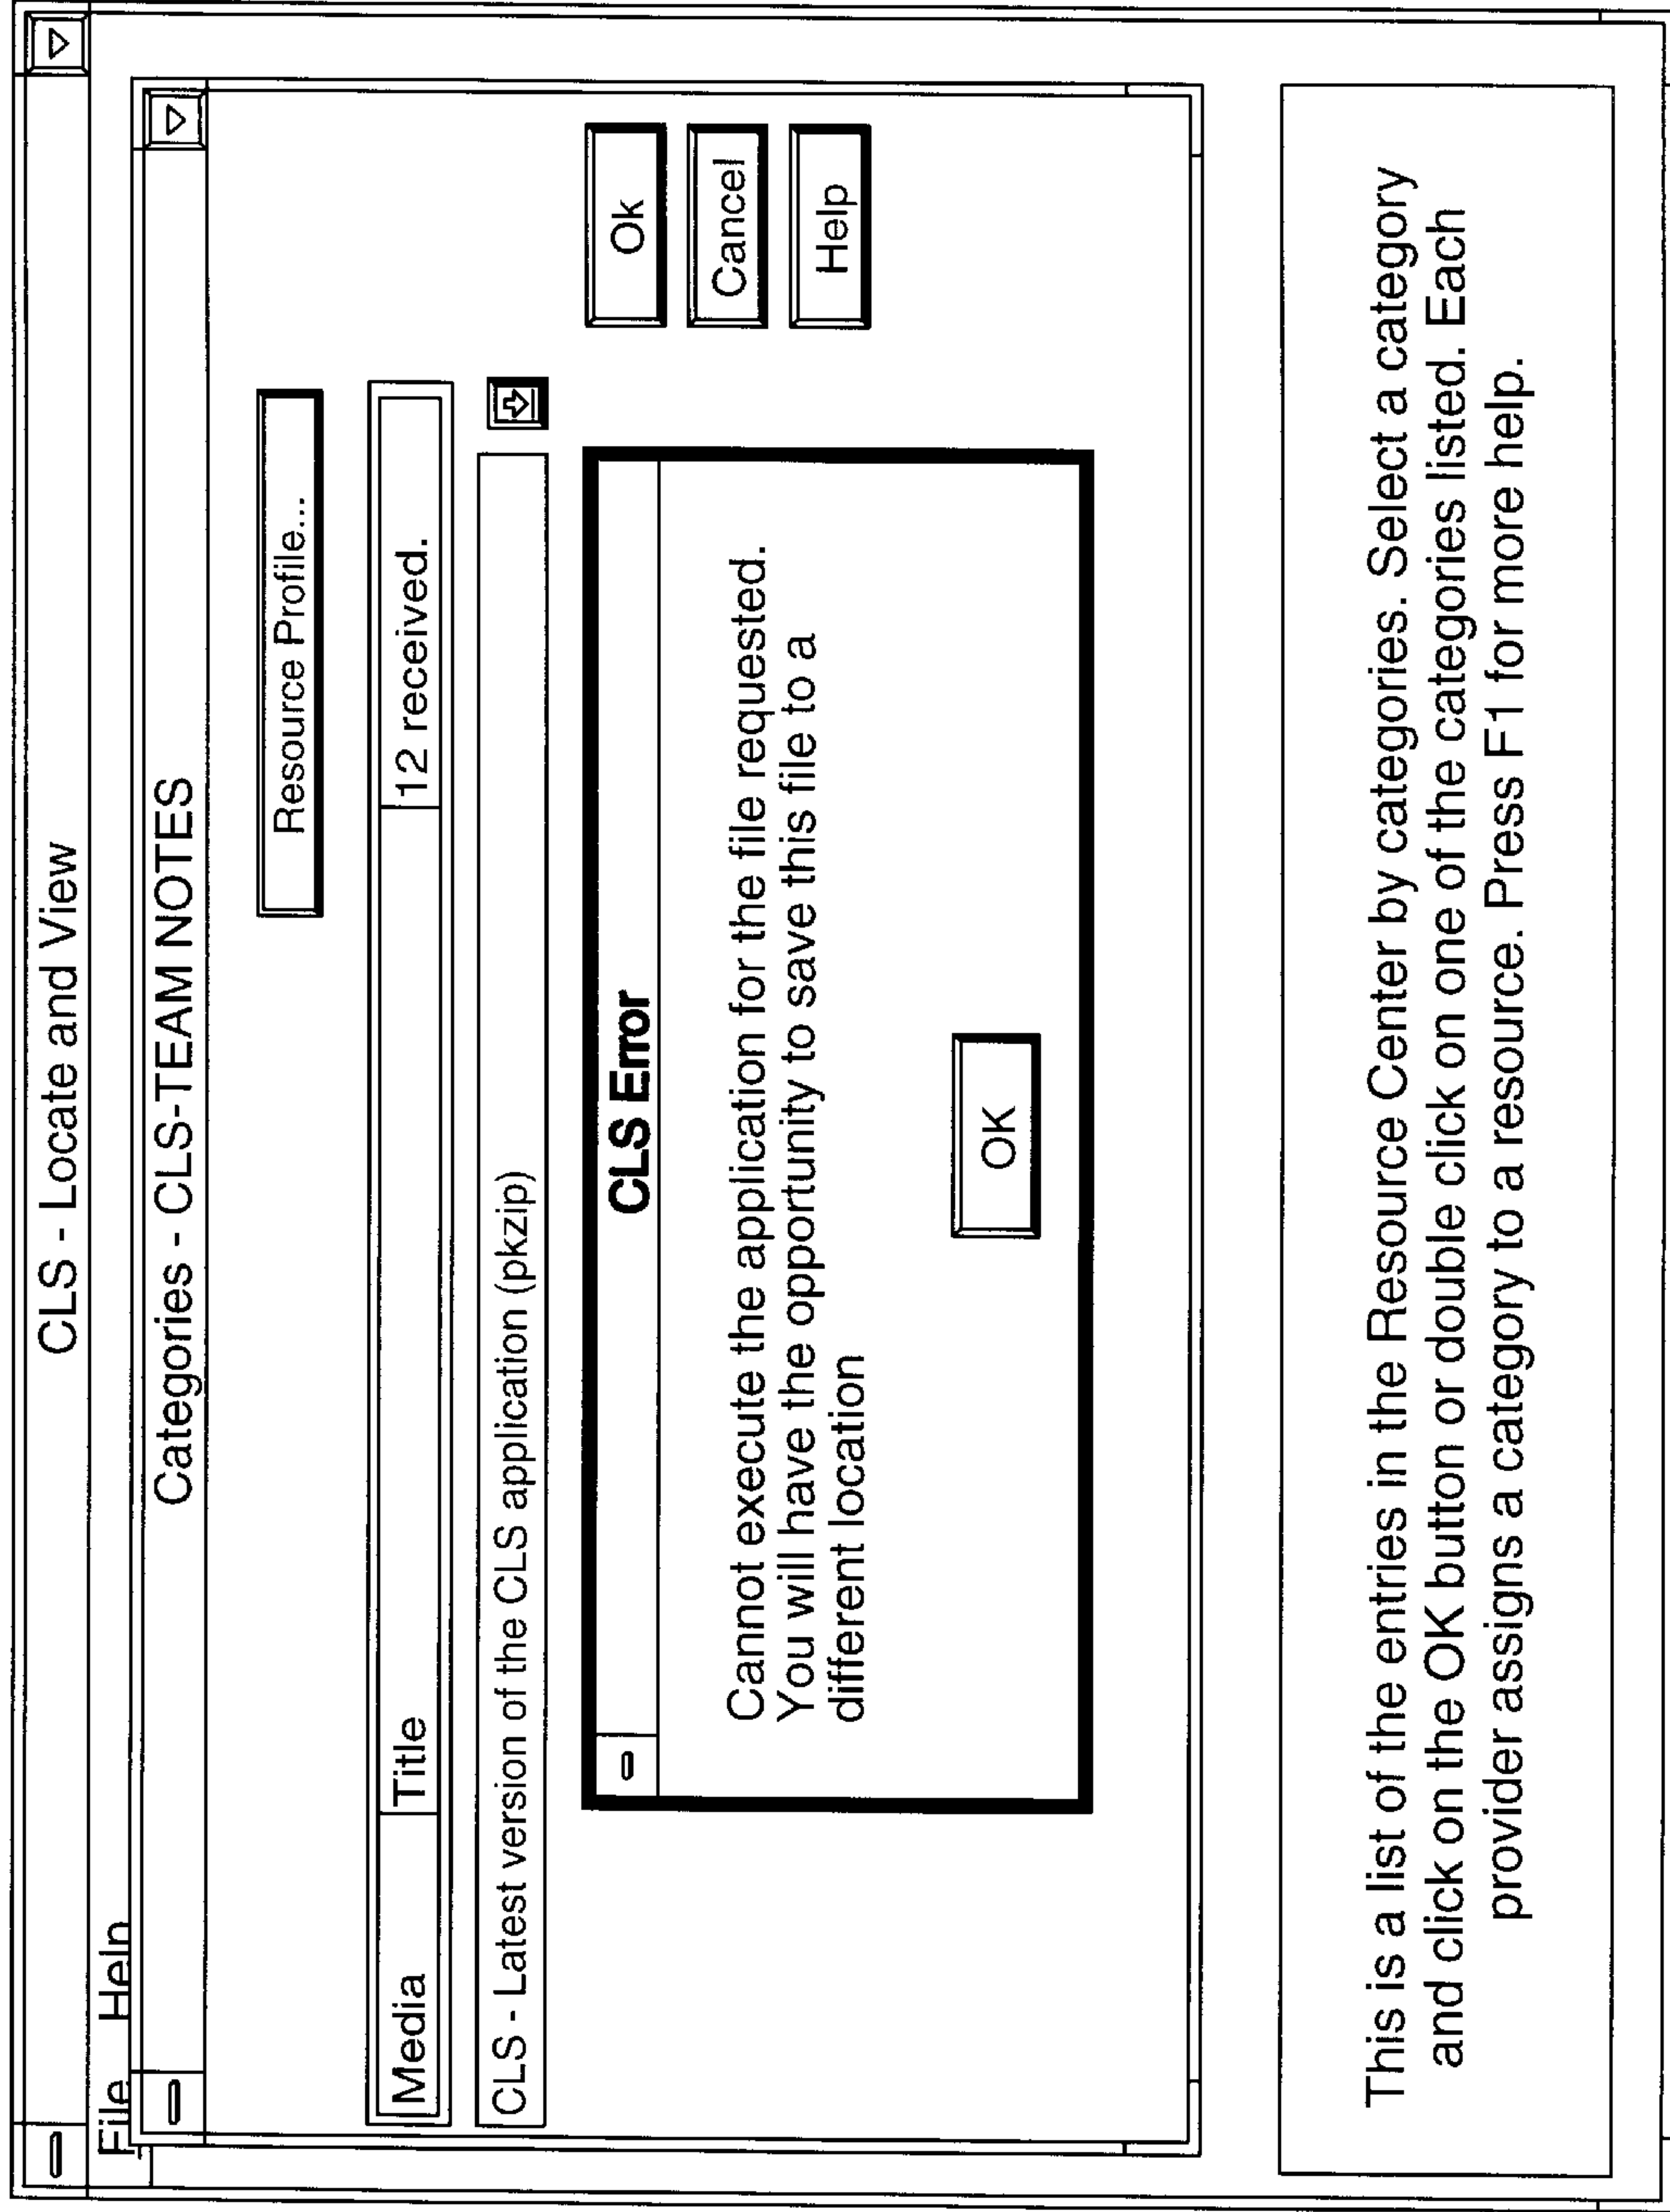 CLS - Locate and View
File Help
Categories - CLS-TEAM NOTES
Resource Profile...
Media Title 12 received.
CLS - Latest version of the CLS application (pkzip)
CLS Error
Cannot execute the application for the file requested.
You will have the opportunity to save this file to a
different location
OK
Ok
Cancel
Help
This is a list of the entries in the Resource Center by categories. Select a category
and click on the OK button or double click on one of the categories listed. Each
provider assigns a category to a resource. Press F1 for more help.